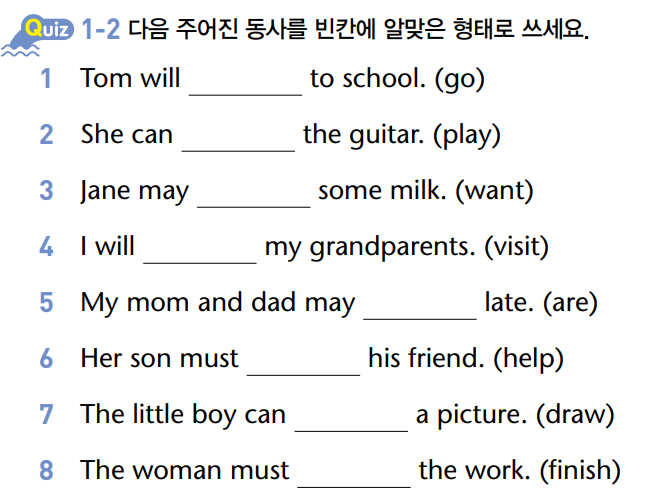 Quiz 1-2 다음 주어진 동사를 빈칸에 알맞은 형태로 쓰세요.
1 Tom will ________ to school. (go)
2 She can ________ the guitar. (play)
3 Jane may ________ some milk. (want)
4 I will ________ my grandparents. (visit)
5 My mom and dad may ________ late. (are)
6 Her son must ________ his friend. (help)
7 The little boy can ________ a picture. (draw)
8 The woman must ________ the work. (finish)